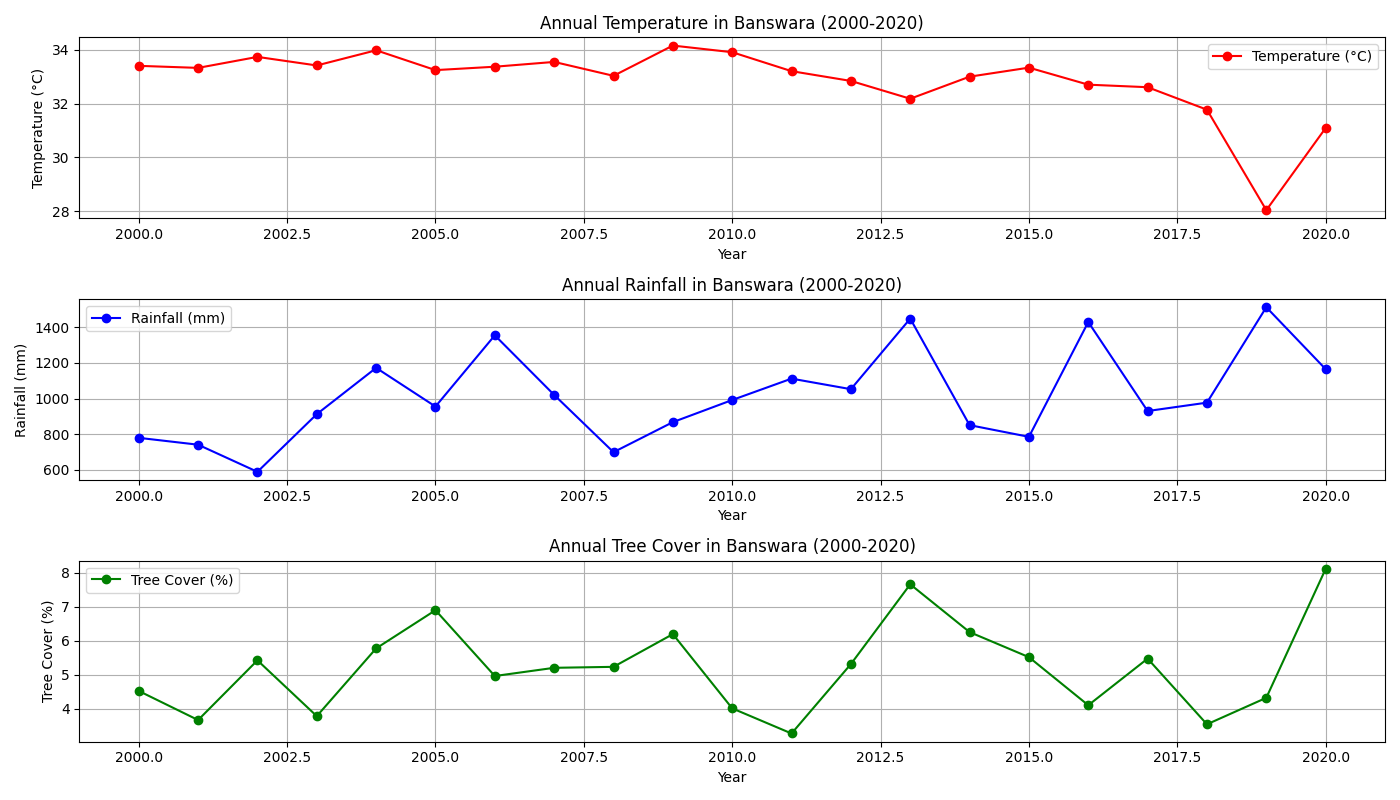 Annual Temperature in Banswara (2000-2020)
Temperature (°C)
34
32
30
28
Temperature (°C)
2000.0 2002.5 2005.0 2007.5 2010.0 2012.5 2015.0 2017.5 2020.0
Year
Annual Rainfall in Banswara (2000-2020)
Rainfall (mm)
1400
1200
1000
800
600
Rainfall (mm)
2000.0 2002.5 2005.0 2007.5 2010.0 2012.5 2015.0 2017.5 2020.0
Year
Annual Tree Cover in Banswara (2000-2020)
Tree Cover (%)
8
7
6
5
4
Tree Cover (%)
2000.0 2002.5 2005.0 2007.5 2010.0 2012.5 2015.0 2017.5 2020.0
Year